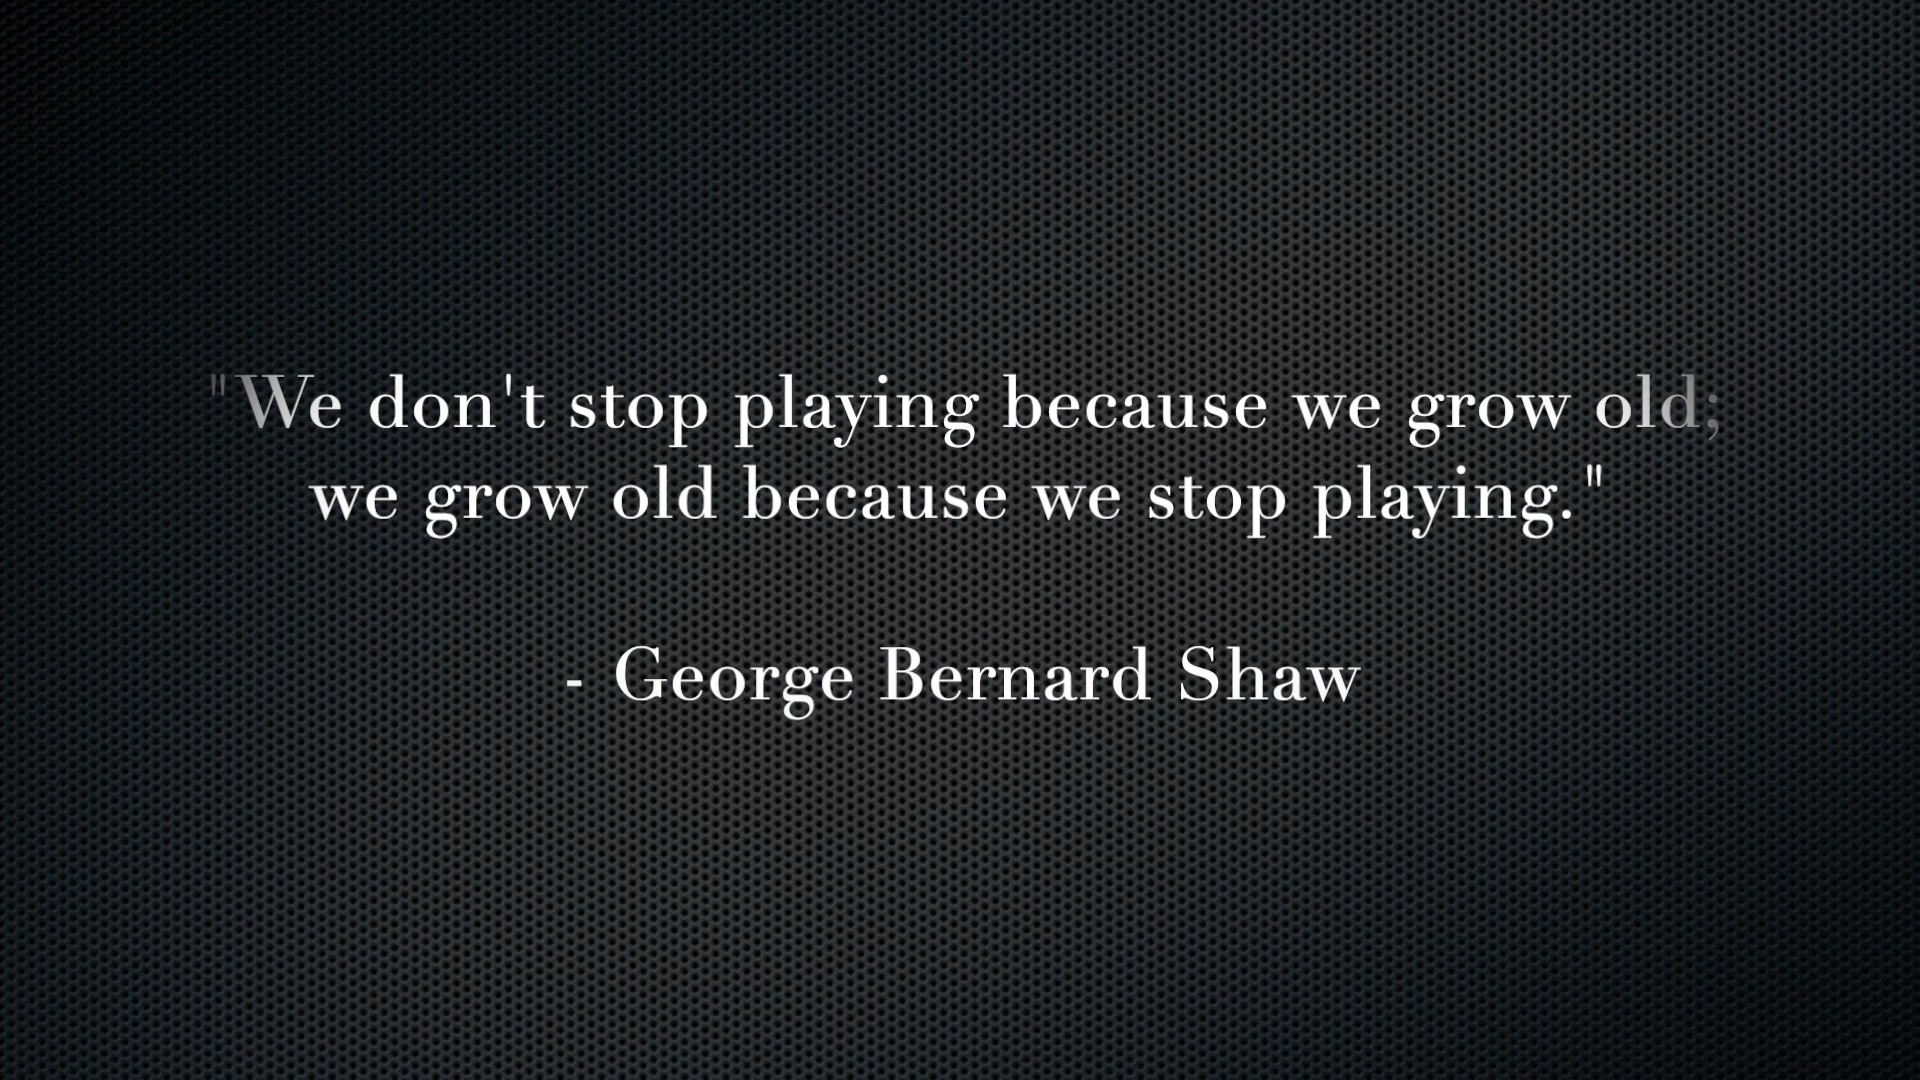 "We don't stop playing because we grow old;
we grow old because we stop playing."
- George Bernard Shaw